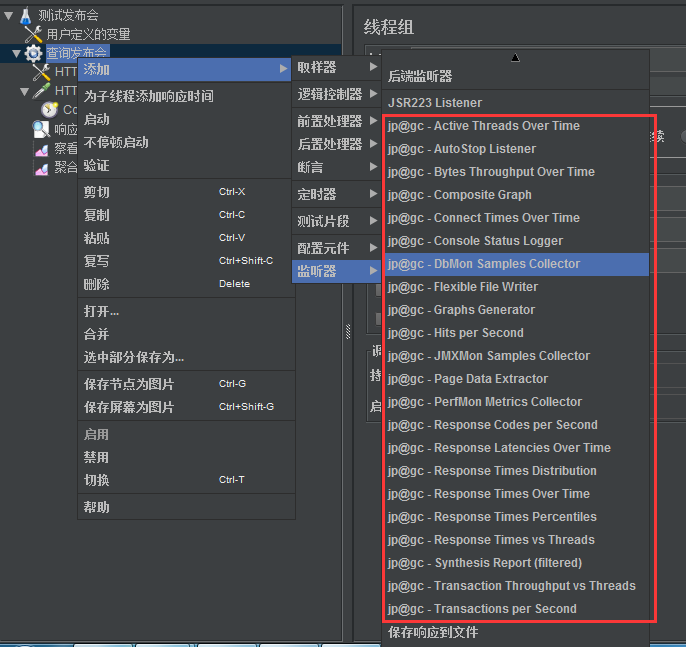 测试发布会
用户定义的变量
查询发布会
HTT
HTT
Co
响应
察看
聚合
添加
为子线程添加响应时间
启动
不停顿启动
验证
剪切 Ctrl-X
复制 Ctrl-C
粘贴 Ctrl-V
复写 Ctrl+Shift-C
删除 Delete
打开...
合并
选中部分保存为...
保存节点为图片 Ctrl-G
保存屏幕为图片 Ctrl+Shift-G
启用
禁用
切换 Ctrl-T
帮助
取样器
逻辑控制器
前置处理器
后置处理器
断言
定时器
测试片段
配置元件
监听器
线程组
后端监听器
JSR223 Listener
jp@gc - Active Threads Over Time
jp@gc - AutoStop Listener
jp@gc - Bytes Throughput Over Time
jp@gc - Composite Graph
jp@gc - Connect Times Over Time
jp@gc - Console Status Logger
jp@gc - DbMon Samples Collector
jp@gc - Flexible File Writer
jp@gc - Graphs Generator
jp@gc - Hits per Second
jp@gc - JMXMon Samples Collector
jp@gc - Page Data Extractor
jp@gc - PerfMon Metrics Collector
jp@gc - Response Codes per Second
jp@gc - Response Latencies Over Time
jp@gc - Response Times Distribution
jp@gc - Response Times Over Time
jp@gc - Response Times Percentiles
jp@gc - Response Times vs Threads
jp@gc - Synthesis Report (filtered)
jp@gc - Transaction Throughput vs Threads
jp@gc - Transactions per Second
保存响应到文件
续
调
持
启